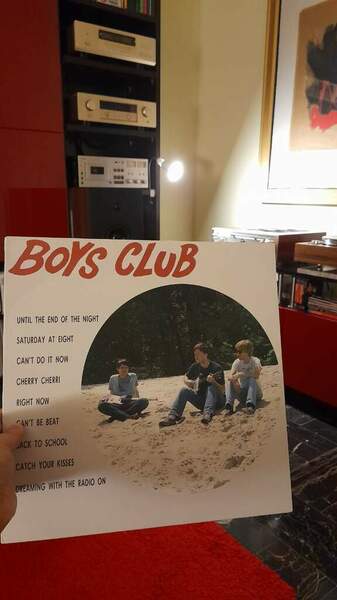 BOYS CLUB
UNTIL THE END OF THE NIGHT
SATURDAY AT EIGHT
CAN'T DO IT NOW
CHERRY CHERRI
RIGHT NOW
CAN'T BE BEAT
BACK TO SCHOOL
CATCH YOUR KISSES
DREAMING WITH THE RADIO ON